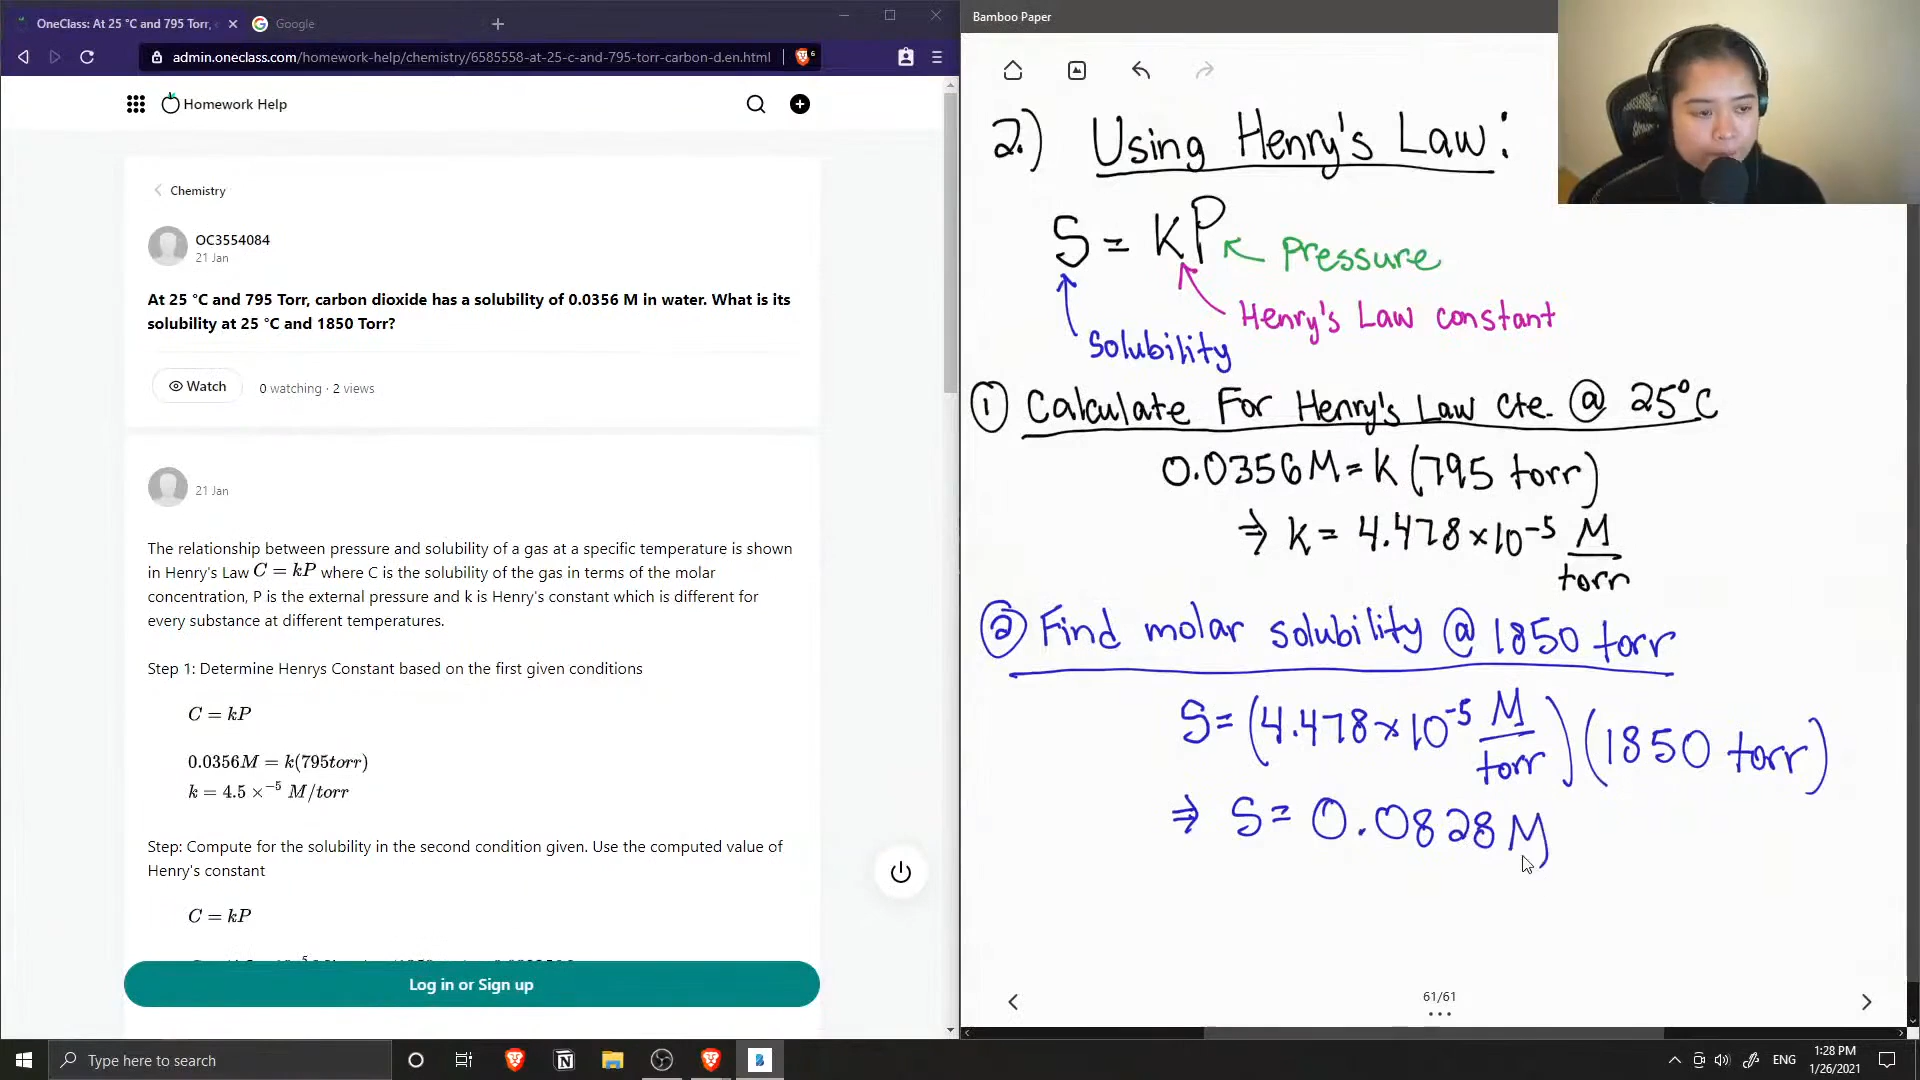 OneClass: At 25 °C and 795 Torr, c
Google
admin.oneclass.com/homework-help/chemistry/6585558-at-25-c-and-795-torr-carbon-d.en.html
6
Homework Help
Chemistry
OC3554084
21 Jan
At 25 °C and 795 Torr, carbon dioxide has a solubility of 0.0356 M in water. What is its
solubility at 25 °C and 1850 Torr?
Watch
0 watching · 2 views
21 Jan
The relationship between pressure and solubility of a gas at a specific temperature is shown
in Henry's Law C = kP where C is the solubility of the gas in terms of the molar
concentration, P is the external pressure and k is Henry's constant which is different for
every substance at different temperatures.
Step 1: Determine Henrys Constant based on the first given conditions
C = kP
0.0356M = k(795torr)
k = 4.5 ×⁻⁵ M/torr
Step: Compute for the solubility in the second condition given. Use the computed value of
Henry's constant
C = kP
Log in or Sign up
Bamboo Paper
2.) Using Henry's Law:
S = kP ← Pressure
Henry's Law constant
Solubility
① Calculate For Henry's Law Cte. @ 25°C
0.0356M = k (795 torr)
⇒ k = 4.478×10⁻⁵ M/torr
② Find molar solubility @ 1850 torr
S = (4.478×10⁻⁵ M/torr)(1850 torr)
⇒ S = 0.0828 M
61/61
Type here to search
ENG
1:28 PM
1/26/2021